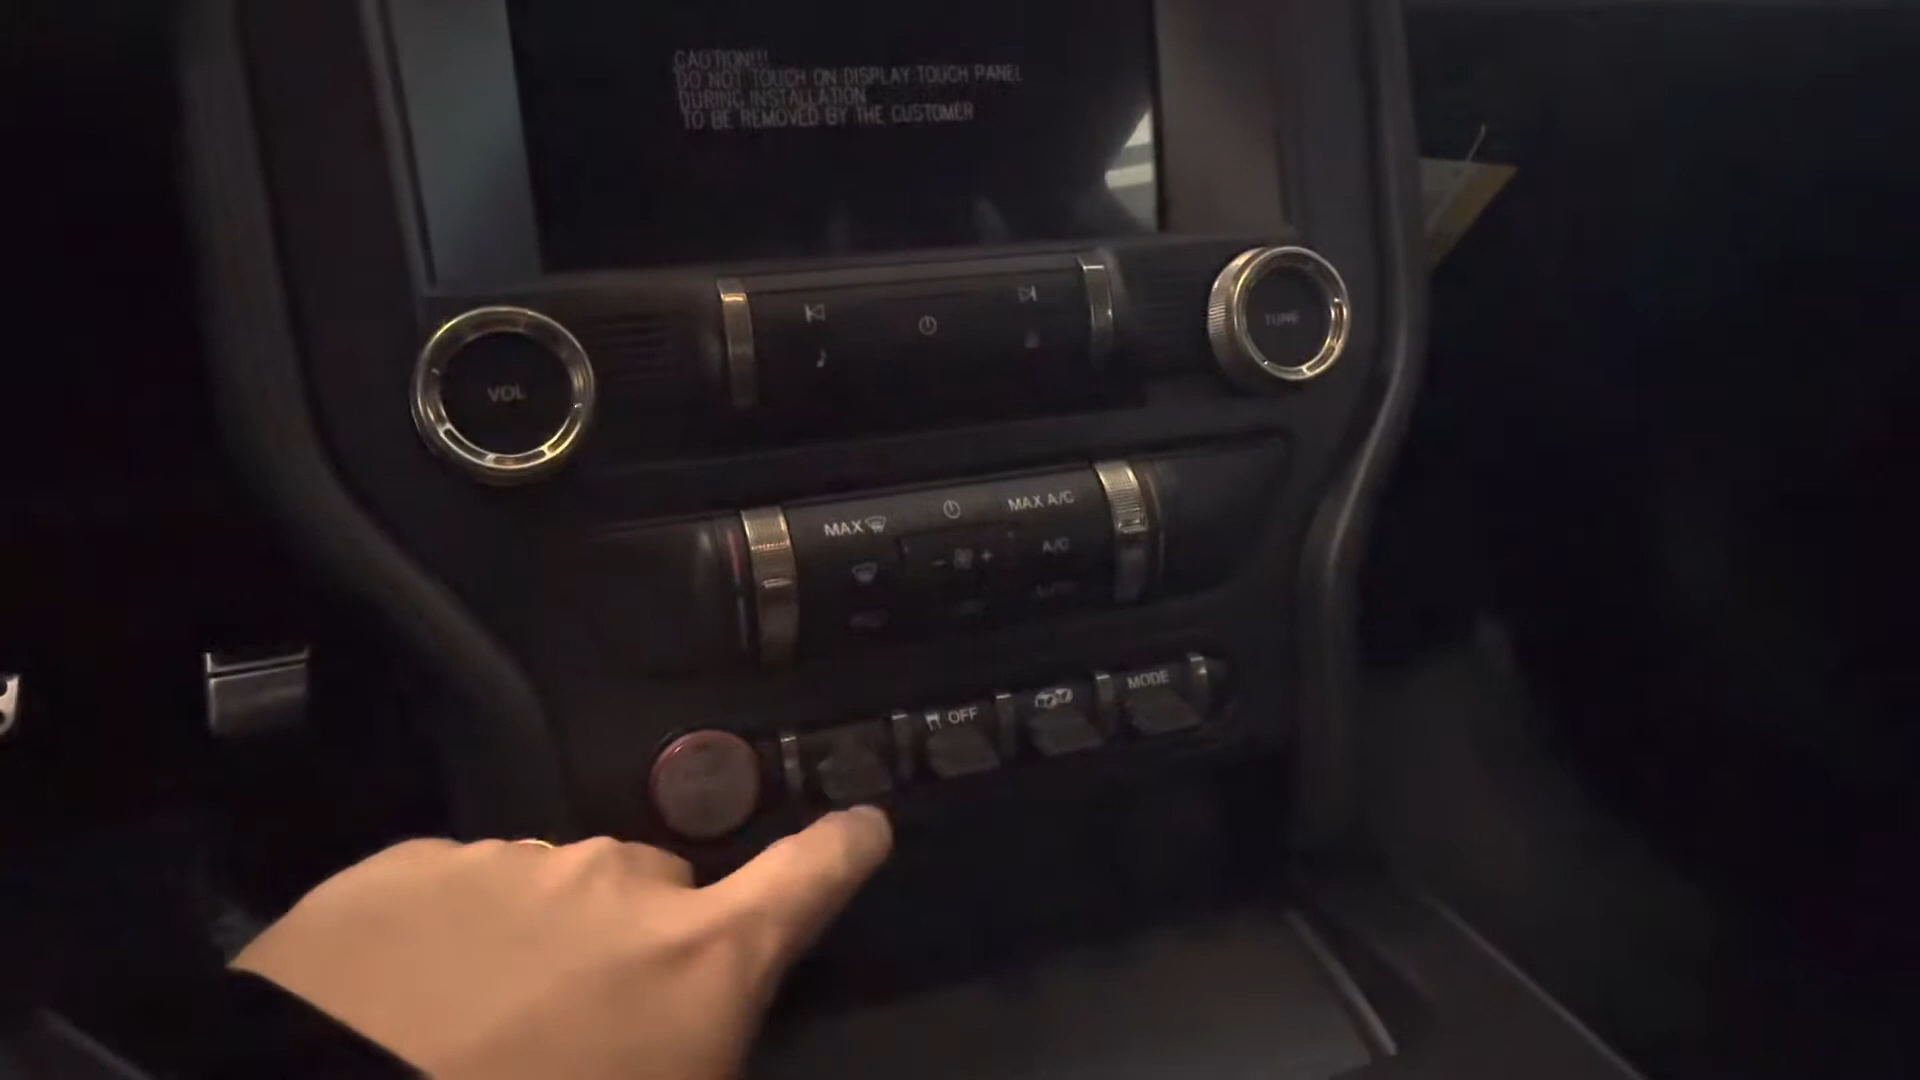 CAUTION!!!
DO NOT TOUCH ON DISPLAY TOUCH PANEL
DURING INSTALLATION
TO BE REMOVED BY THE CUSTOMER
VOL
TUNE
MAX
MAX A/C
A/C
AUTO
OFF
MODE